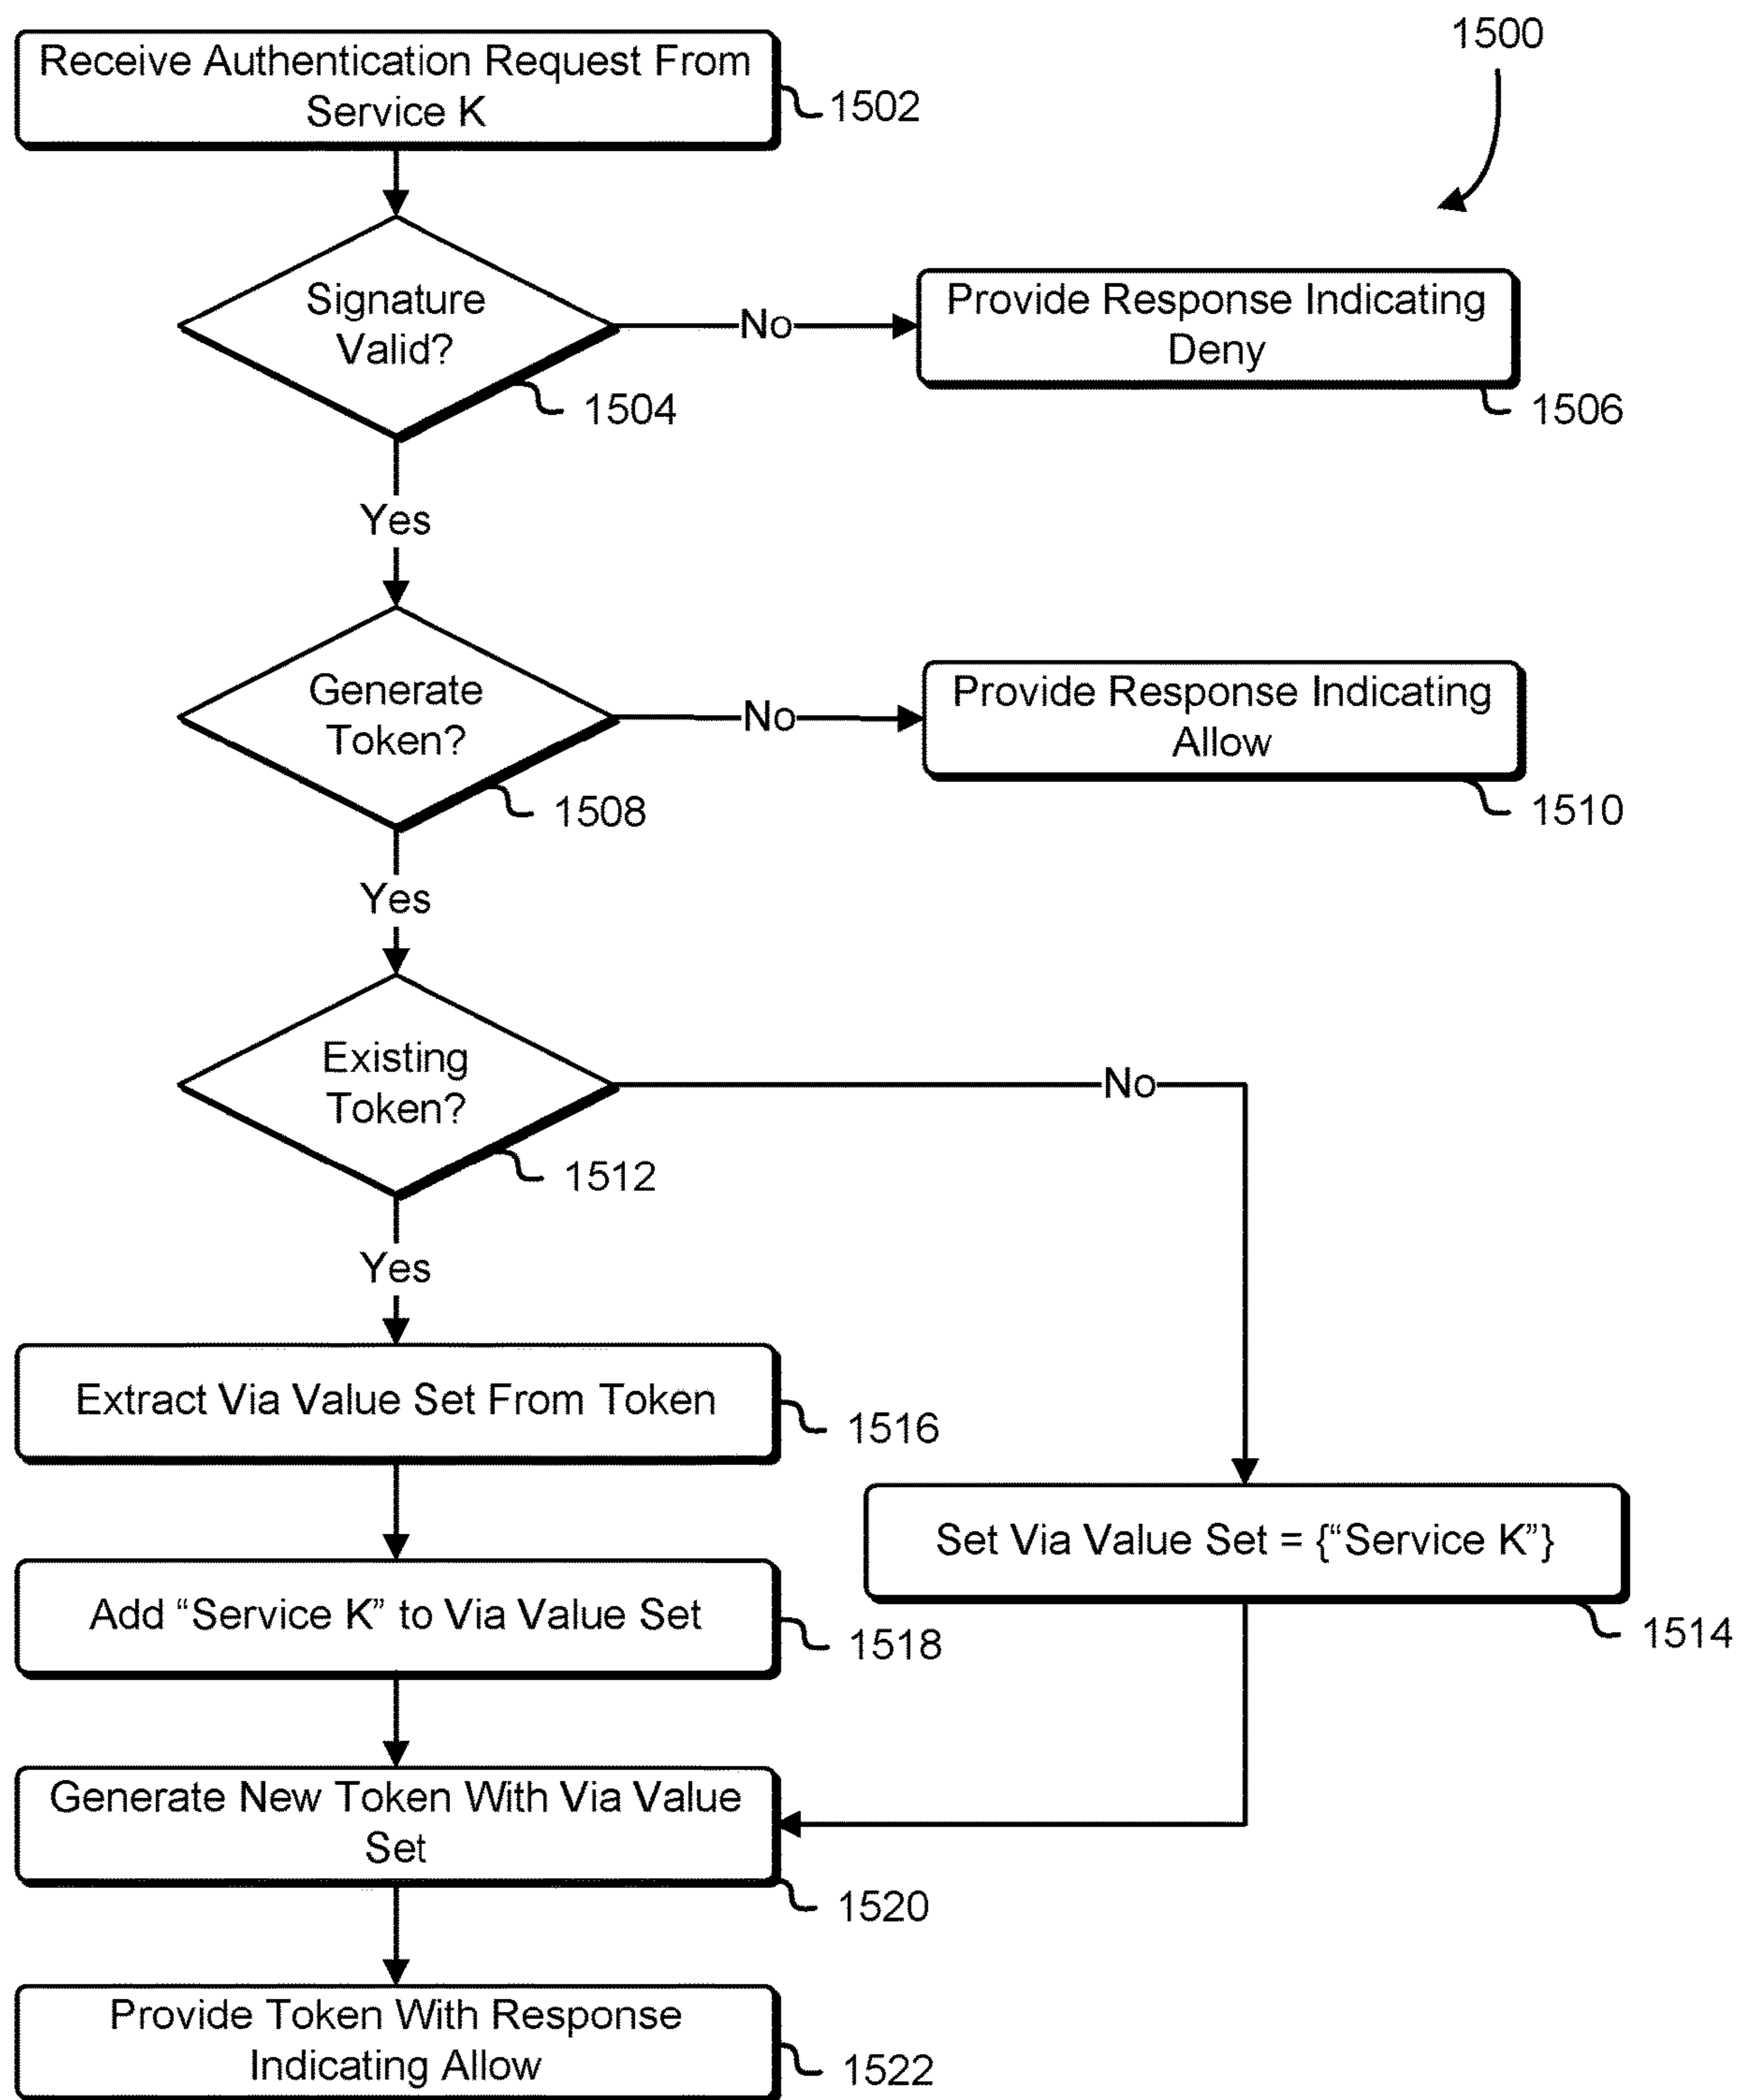 1500
Receive Authentication Request From
Service K
1502
Signature
Valid?
1504
No
Provide Response Indicating
Deny
1506
Yes
Generate
Token?
1508
No
Provide Response Indicating
Allow
1510
Yes
Existing
Token?
1512
No
Yes
Extract Via Value Set From Token
1516
Set Via Value Set = {“Service K”}
1514
Add “Service K” to Via Value Set
1518
Generate New Token With Via Value
Set
1520
Provide Token With Response
Indicating Allow
1522